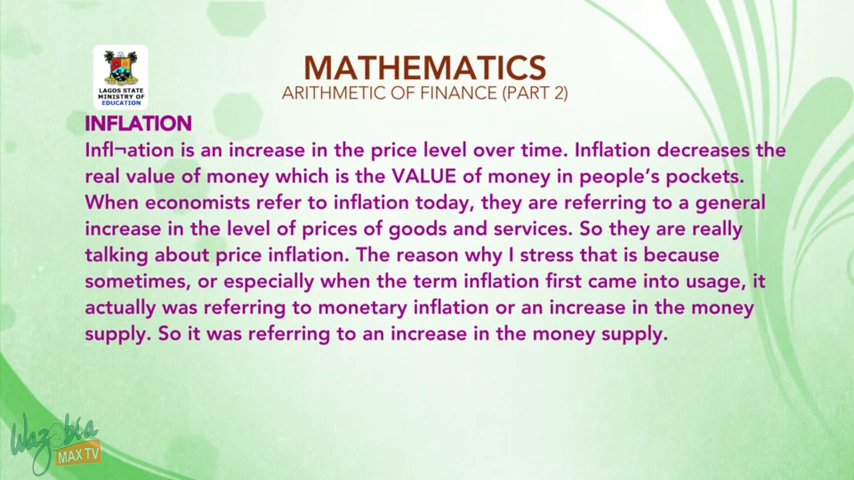 MATHEMATICS
ARITHMETIC OF FINANCE (PART 2)
LAGOS STATE
MINISTRY OF
EDUCATION
INFLATION
Infl¬ation is an increase in the price level over time. Inflation decreases the
real value of money which is the VALUE of money in people's pockets.
When economists refer to inflation today, they are referring to a general
increase in the level of prices of goods and services. So they are really
talking about price inflation. The reason why I stress that is because
sometimes, or especially when the term inflation first came into usage, it
actually was referring to monetary inflation or an increase in the money
supply. So it was referring to an increase in the money supply.
Wazobia
MAX TV